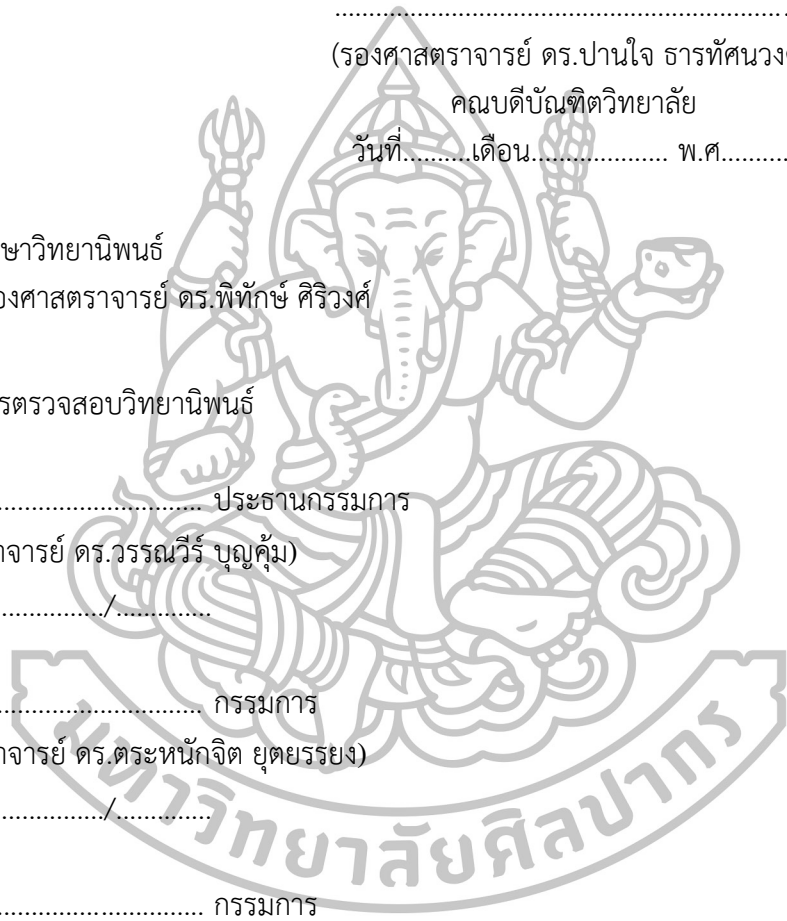 ...............................................................
(รองศาสตราจารย์ ดร.ปานใจ ธารทัศนวงศ์
คณบดีบัณฑิตวิทยาลัย
วันที่..........เดือน.................... พ.ศ...........
ษาวิทยานิพนธ์
องศาสตราจารย์ ดร.พิทักษ์ ศิริวงศ์
รตรวจสอบวิทยานิพนธ์
.............................. ประธานกรรมการ
าจารย์ ดร.วรรณวีร์ บุญคุ้ม)
................/..............
.............................. กรรมการ
าจารย์ ดร.ตระหนักจิต ยุตยรรยง)
................/..............
มหาวิทยาลัยศิลปากร
.............................. กรรมการ